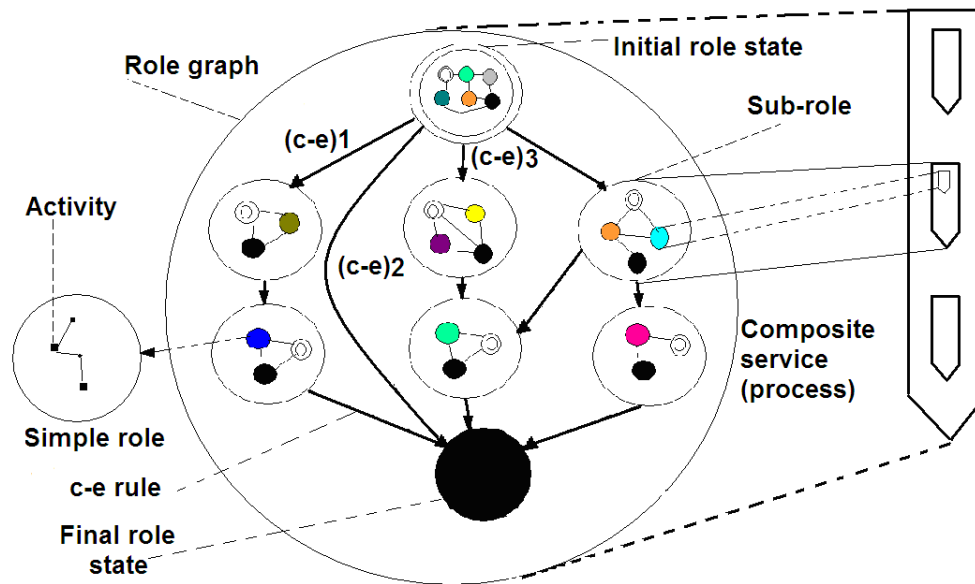 Initial role state
Role graph
Sub-role
(c-e)1
(c-e)3
Activity
(c-e)2
Composite
service
(process)
Simple role
c-e rule
Final role
state